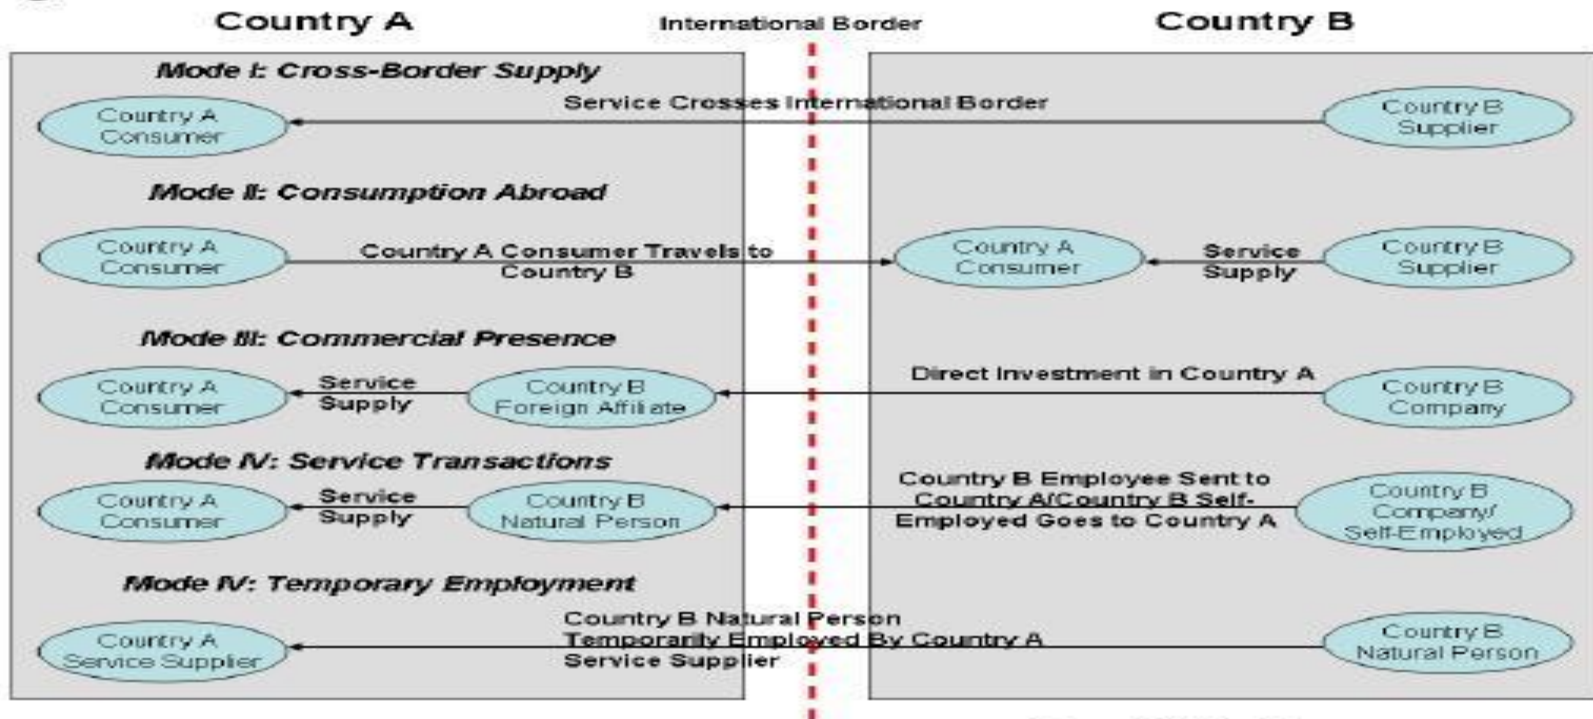 Country A
International Border
Country B
Mode I: Cross-Border Supply
Service Crosses International Border
Country A
Consumer
Country B
Supplier
Mode II: Consumption Abroad
Country A
Consumer
Country A Consumer Travels to
Country B
Country A
Consumer
Service
Supply
Country B
Supplier
Mode III: Commercial Presence
Country A
Consumer
Service
Supply
Country B
Foreign Affiliate
Direct Investment in Country A
Country B
Company
Mode IV: Service Transactions
Country A
Consumer
Service
Supply
Country B
Natural Person
Country B Employee Sent to
Country A/Country B Self-
Employed Goes to Country A
Country B
Company/
Self-Employed
Mode IV: Temporary Employment
Country A
Service Supplier
Country B Natural Person
Temporarily Employed By Country A
Service Supplier
Country B
Natural Person